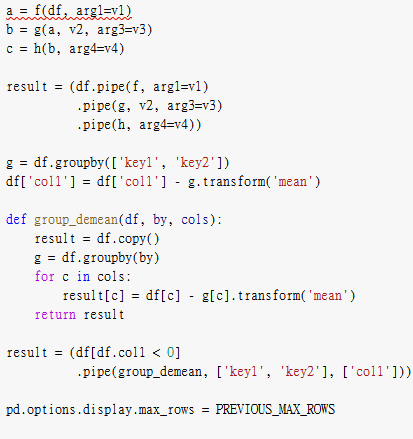 a = f(df, arg1=v1)
b = g(a, v2, arg3=v3)
c = h(b, arg4=v4)
result = (df.pipe(f, arg1=v1)
.pipe(g, v2, arg3=v3)
.pipe(h, arg4=v4))
g = df.groupby(['key1', 'key2'])
df['col1'] = df['col1'] - g.transform('mean')
def group_demean(df, by, cols):
result = df.copy()
g = df.groupby(by)
for c in cols:
result[c] = df[c] - g[c].transform('mean')
return result
result = (df[df.col1 < 0]
.pipe(group_demean, ['key1', 'key2'], ['col1']))
pd.options.display.max_rows = PREVIOUS_MAX_ROWS